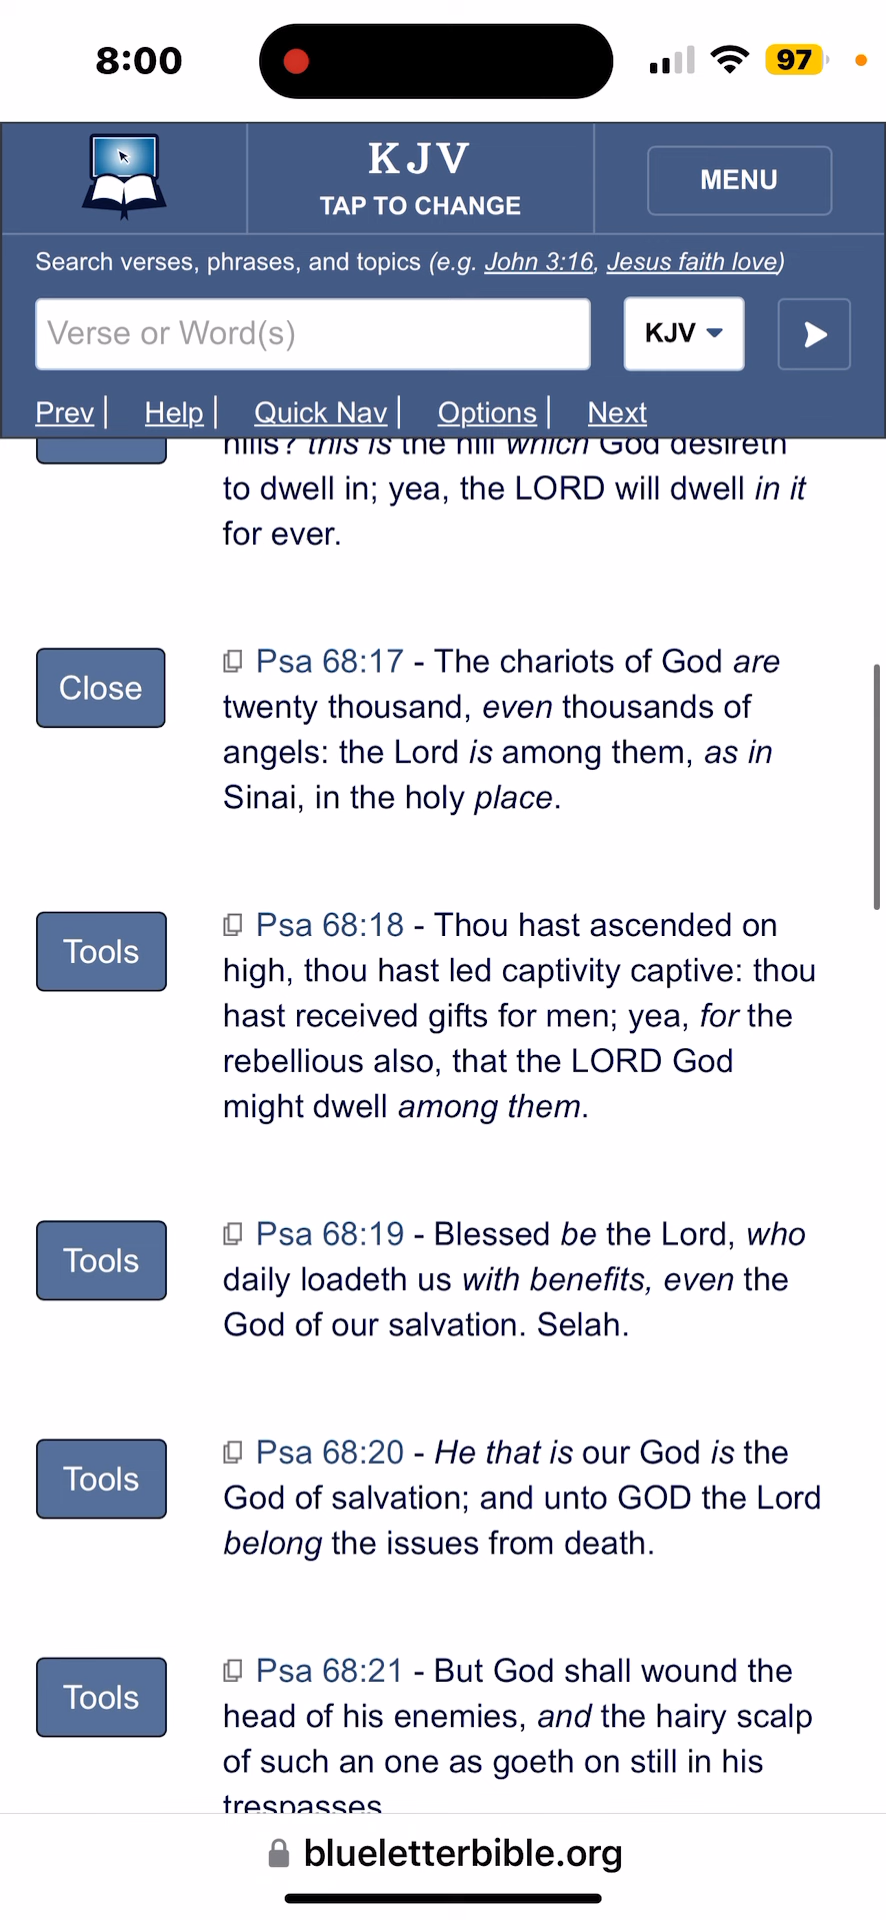 8:00
97
KJV
TAP TO CHANGE
MENU
Search verses, phrases, and topics (e.g. John 3:16, Jesus faith love)
Verse or Word(s)
KJV
Prev | Help | Quick Nav | Options | Next
hills? this is the hill which God desireth
to dwell in; yea, the LORD will dwell in it
for ever.
Close
Psa 68:17 - The chariots of God are
twenty thousand, even thousands of
angels: the Lord is among them, as in
Sinai, in the holy place.
Tools
Psa 68:18 - Thou hast ascended on
high, thou hast led captivity captive: thou
hast received gifts for men; yea, for the
rebellious also, that the LORD God
might dwell among them.
Tools
Psa 68:19 - Blessed be the Lord, who
daily loadeth us with benefits, even the
God of our salvation. Selah.
Tools
Psa 68:20 - He that is our God is the
God of salvation; and unto GOD the Lord
belong the issues from death.
Tools
Psa 68:21 - But God shall wound the
head of his enemies, and the hairy scalp
of such an one as goeth on still in his
trespasses
blueletterbible.org